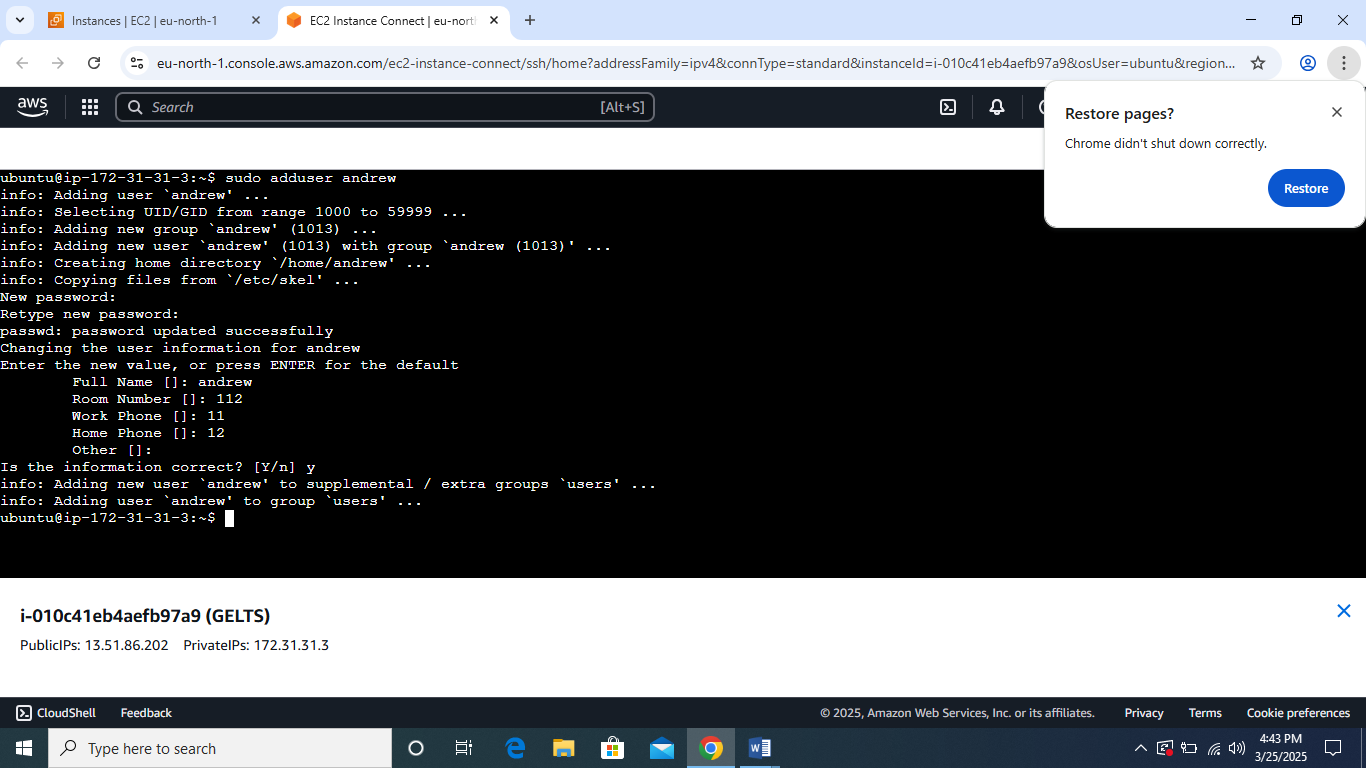 Instances | EC2 | eu-north-1
EC2 Instance Connect | eu-nort
eu-north-1.console.aws.amazon.com/ec2-instance-connect/ssh/home?addressFamily=ipv4&connType=standard&instanceId=i-010c41eb4aefb97a9&osUser=ubuntu&region...
aws
Search
[Alt+S]
Restore pages?
Chrome didn't shut down correctly.
Restore
ubuntu@ip-172-31-31-3:~$ sudo adduser andrew
info: Adding user `andrew' ...
info: Selecting UID/GID from range 1000 to 59999 ...
info: Adding new group `andrew' (1013) ...
info: Adding new user `andrew' (1013) with group `andrew (1013)' ...
info: Creating home directory `/home/andrew' ...
info: Copying files from `/etc/skel' ...
New password:
Retype new password:
passwd: password updated successfully
Changing the user information for andrew
Enter the new value, or press ENTER for the default
Full Name []: andrew
Room Number []: 112
Work Phone []: 11
Home Phone []: 12
Other []:
Is the information correct? [Y/n] y
info: Adding new user `andrew' to supplemental / extra groups `users' ...
info: Adding user `andrew' to group `users' ...
ubuntu@ip-172-31-31-3:~$
i-010c41eb4aefb97a9 (GELTS)
PublicIPs: 13.51.86.202 PrivateIPs: 172.31.31.3
CloudShell Feedback © 2025, Amazon Web Services, Inc. or its affiliates. Privacy Terms Cookie preferences
Type here to search
4:43 PM
3/25/2025